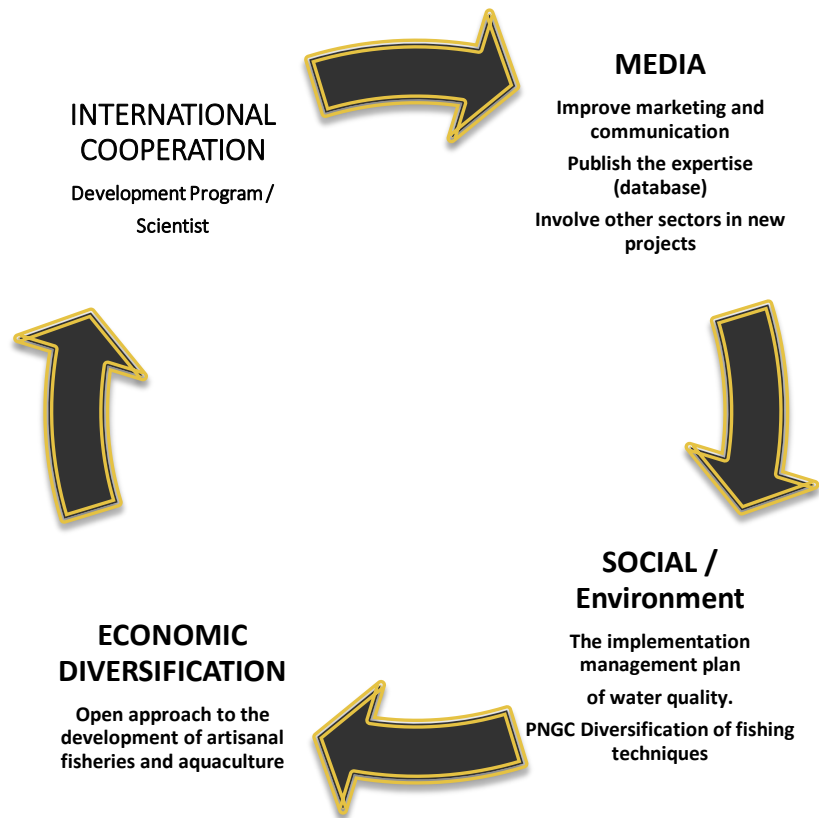 INTERNATIONAL
COOPERATION
Development Program /
Scientist
MEDIA
Improve marketing and
communication
Publish the expertise
(database)
Involve other sectors in new
projects
SOCIAL /
Environment
The implementation
management plan
of water quality.
PNGC Diversification of fishing
techniques
ECONOMIC
DIVERSIFICATION
Open approach to the
development of artisanal
fisheries and aquaculture